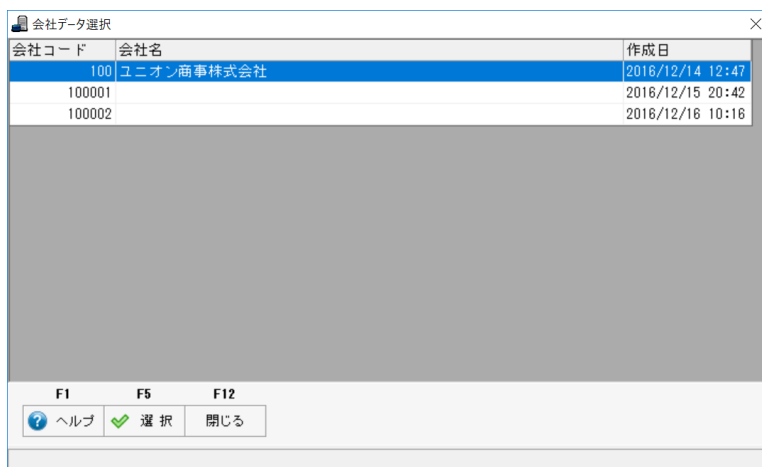 会社データ選択
会社コード 会社名 作成日
100 ユニオン商事株式会社 2016/12/14 12:47
100001 2016/12/15 20:42
100002 2016/12/16 10:16
F1 F5 F12
ヘルプ 選 択 閉じる